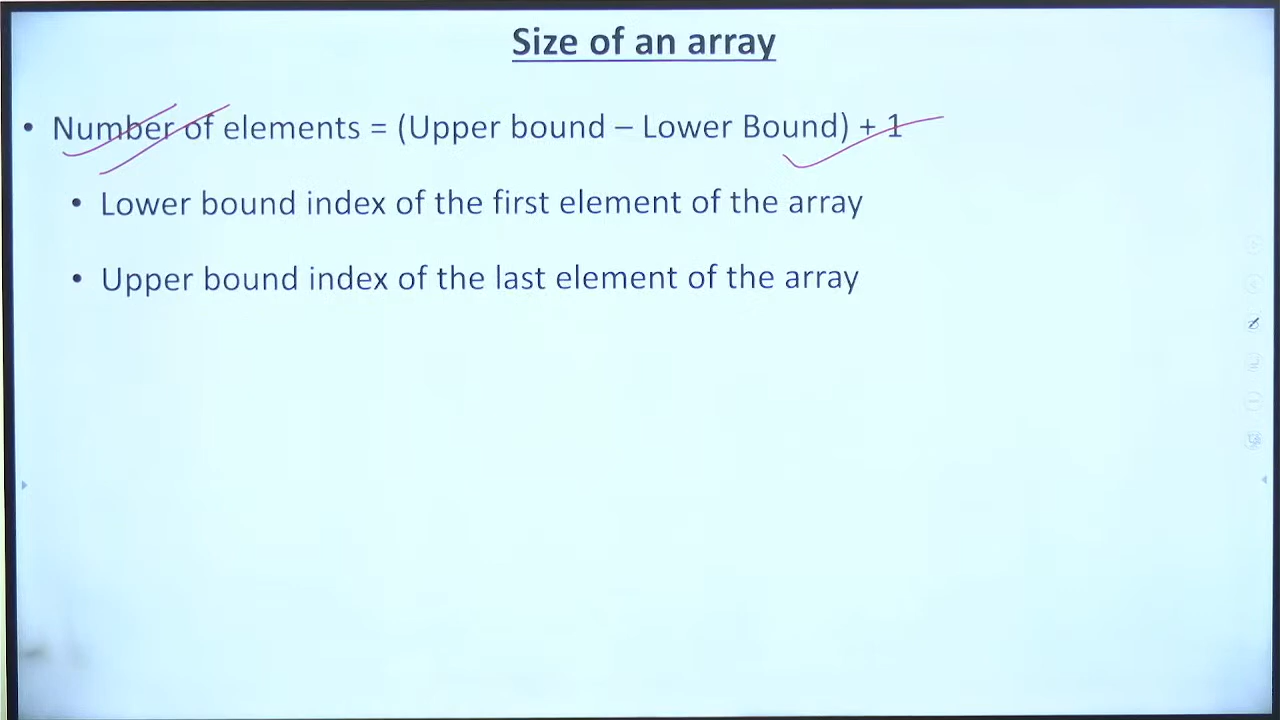 Size of an array
• Number of elements = (Upper bound – Lower Bound) + 1
• Lower bound index of the first element of the array
• Upper bound index of the last element of the array